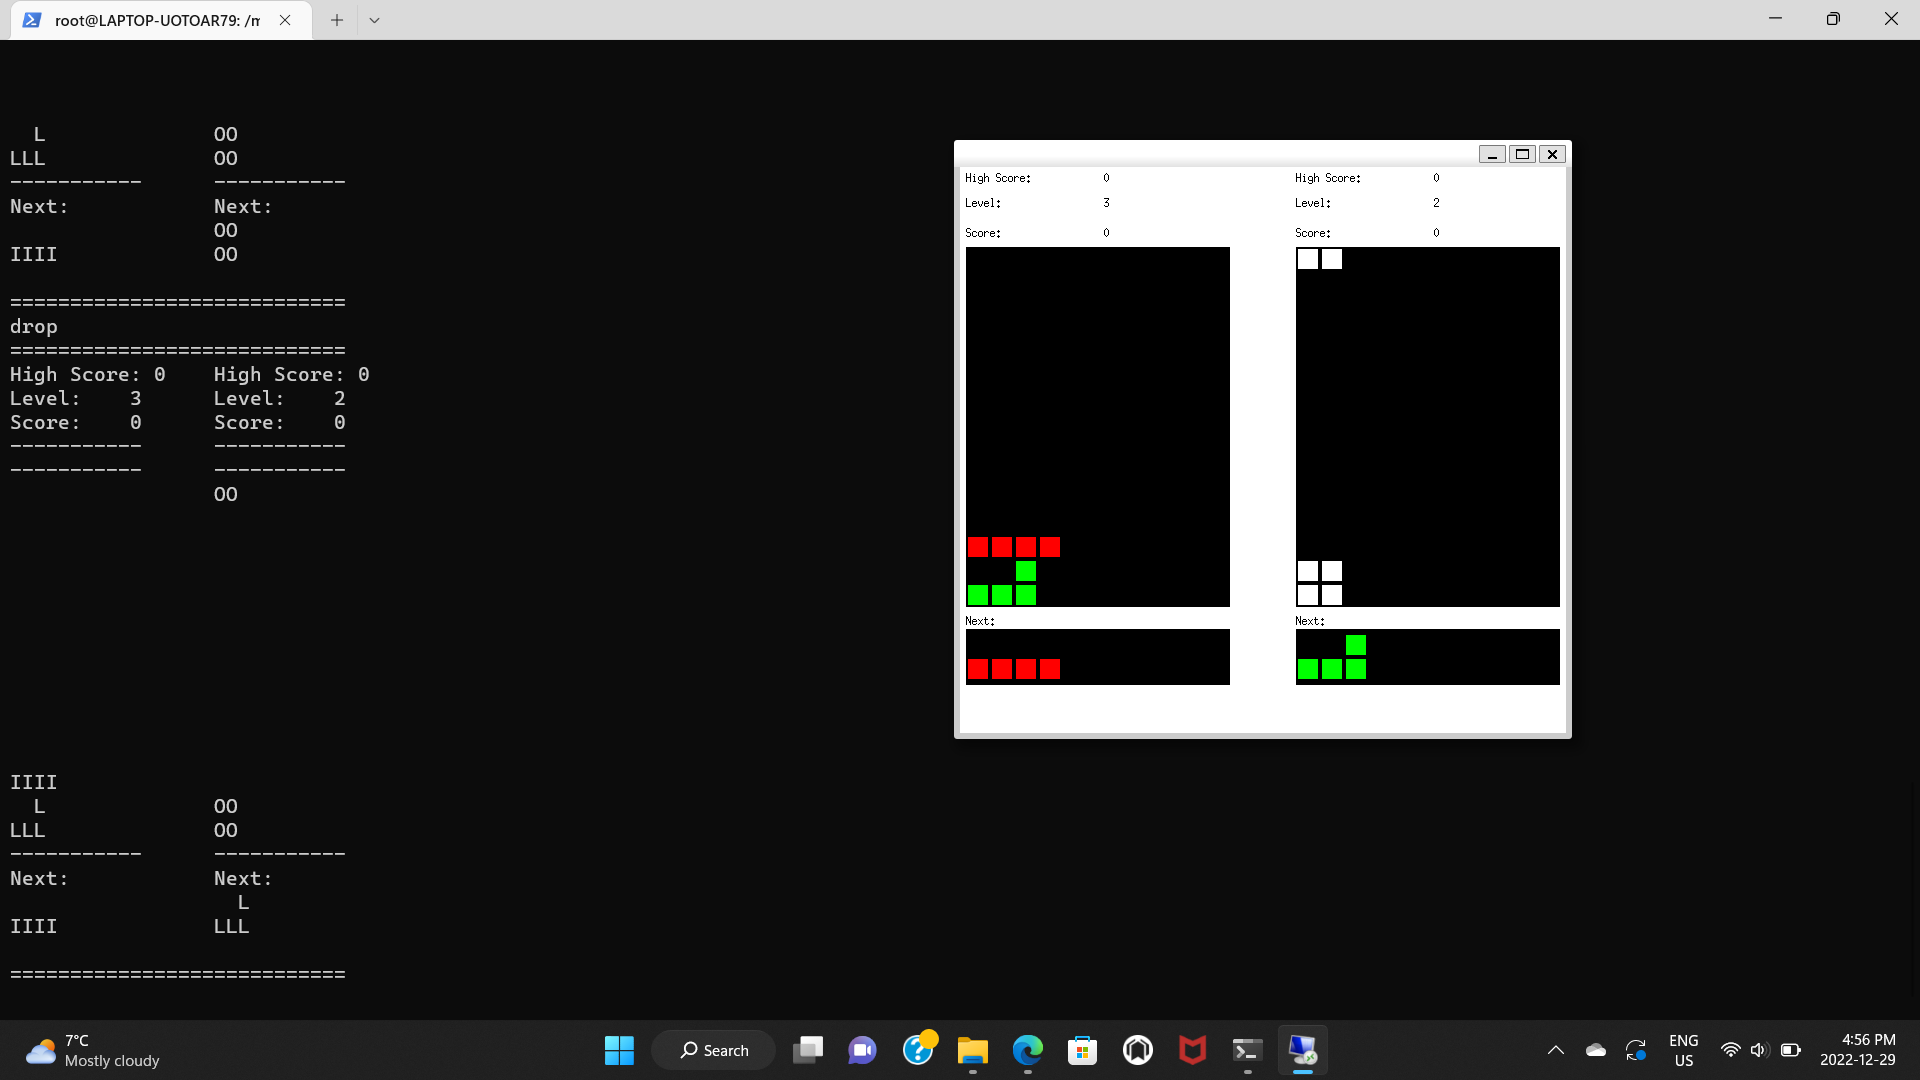 root@LAPTOP-UOTOAR79: /m
  L              OO
LLL              OO
-----------      -----------
Next:            Next:
                 OO
IIII             OO
============================
drop
============================
High Score: 0    High Score: 0
Level:    3      Level:    2
Score:    0      Score:    0
-----------      -----------
-----------      -----------
                 OO
IIII
  L              OO
LLL              OO
-----------      -----------
Next:            Next:
                   L
IIII             LLL
============================
High Score: 0    High Score: 0
Level: 3    Level: 2
Score: 0    Score: 0
Next:    Next:
7°C
Mostly cloudy
Search
ENG
US
4:56 PM
2022-12-29